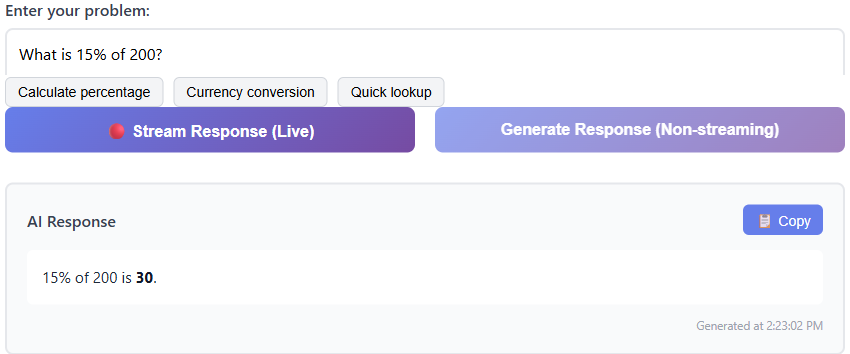 Enter your problem:
What is 15% of 200?
Calculate percentage Currency conversion Quick lookup
Stream Response (Live) Generate Response (Non-streaming)
AI Response Copy
15% of 200 is 30.
Generated at 2:23:02 PM